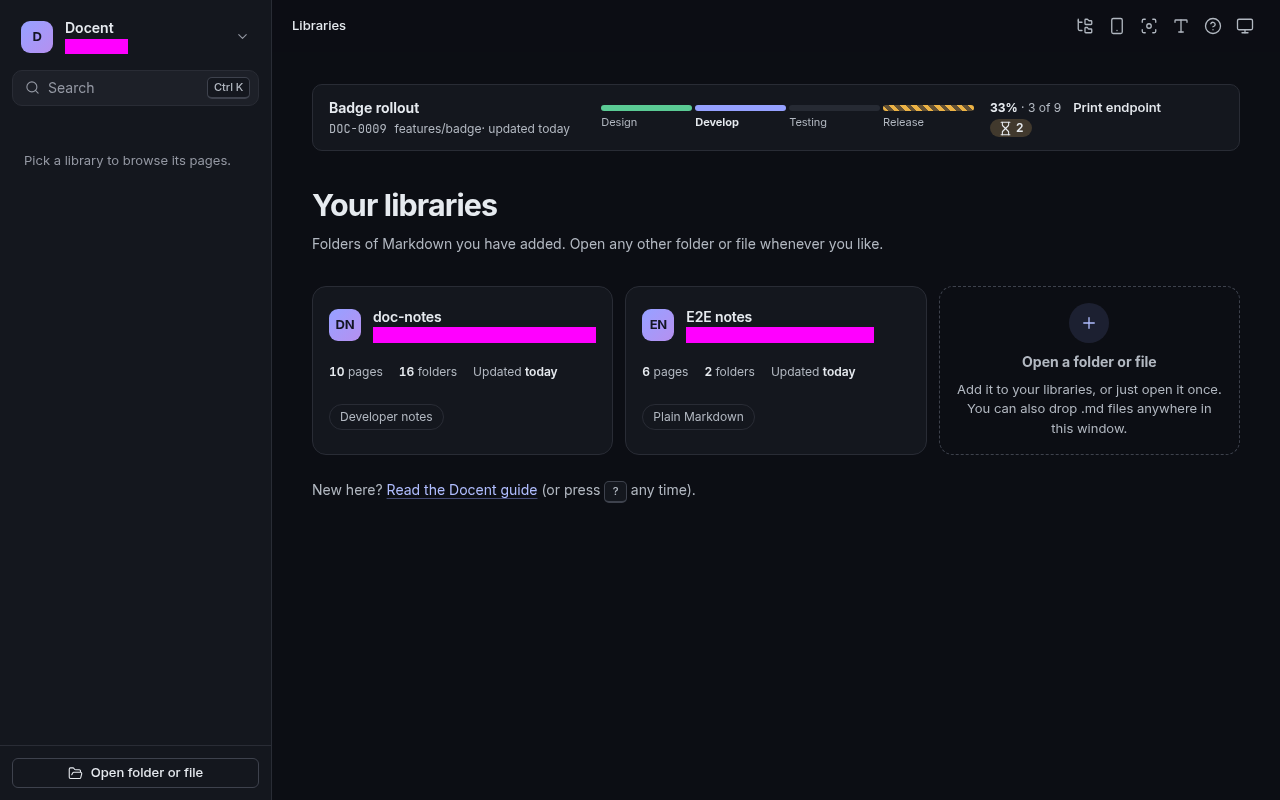 D
Docent
Search
Ctrl K
Pick a library to browse its pages.
Open folder or file
Libraries
Badge rollout
DOC-0009 features/badge· updated today
Design
Develop
Testing
Release
33% · 3 of 9 Print endpoint
2
Your libraries
Folders of Markdown you have added. Open any other folder or file whenever you like.
DN
doc-notes
10 pages 16 folders Updated today
Developer notes
EN
E2E notes
6 pages 2 folders Updated today
Plain Markdown
Open a folder or file
Add it to your libraries, or just open it once.
You can also drop .md files anywhere in
this window.
New here? Read the Docent guide (or press ? any time).